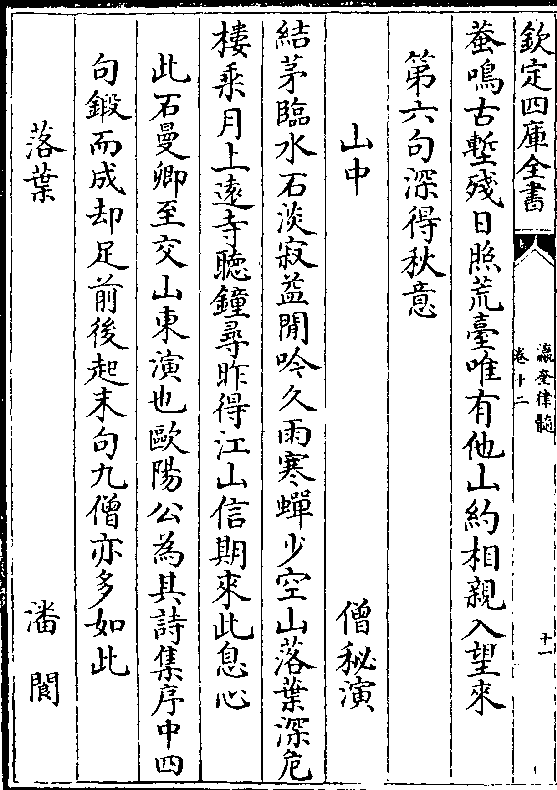 欽定四庫全書
瀛奎律髓
卷十二
十一
蛬鳴古塹殘日照荒臺唯有他山約相親入望來
第六句深得秋意
山中　僧秘演
結茅臨水石淡寂益閒吟久雨寒蟬少空山落葉深危
樓乘月上遠寺聽鐘尋昨得江山信期來此息心
此石曼卿至交山東演也歐陽公為其詩集序中四
句鍛而成却足前後起末句九僧亦多如此
落葉　潘閬